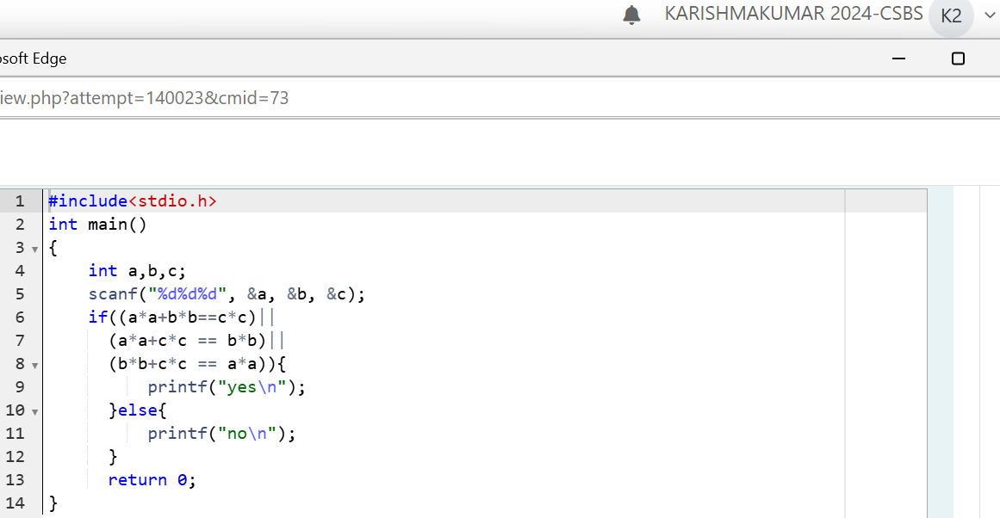 KARISHMAKUMAR 2024-CSBS K2
osoft Edge
iew.php?attempt=140023&cmid=73
1 #include<stdio.h>
2 int main()
3 {
4     int a,b,c;
5     scanf("%d%d%d", &a, &b, &c);
6     if((a*a+b*b==c*c)||
7       (a*a+c*c == b*b)||
8       (b*b+c*c == a*a)){
9           printf("yes\n");
10       }else{
11           printf("no\n");
12       }
13       return 0;
14 }